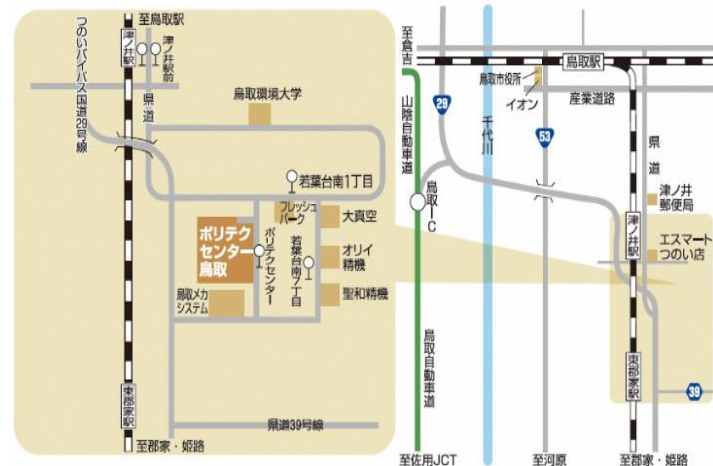 至鳥取駅
津ノ井駅
津ノ井駅前
つのいバイパス国道29号線
県道
鳥取環境大学
若葉台南1丁目
フレッシュ
パーク
大真空
ポリテク
センター
鳥取
ポリテクセンター
若葉台南7丁目
オリイ
精機
聖和精機
鳥取メカ
システム
東郡家駅
県道39号線
至郡家・姫路
至倉吉
山陰自動車道
29
千代川
鳥取市役所
イオン
53
鳥取駅
産業道路
県道
鳥取IC
津ノ井
郵便局
津ノ井駅
エスマート
つのい店
鳥取自動車道
東郡家駅
39
至佐用JCT
至河原
至郡家・姫路